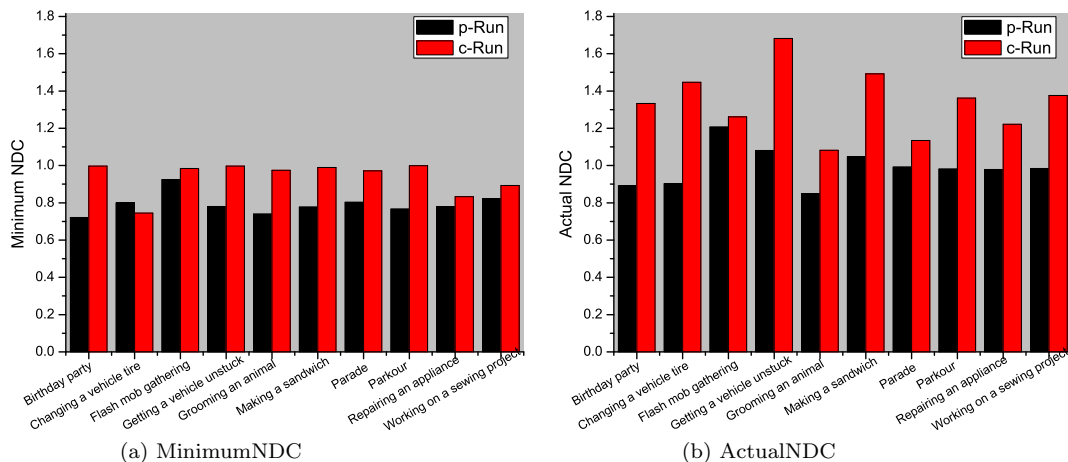 1.8
1.6
1.4
1.2
1.0
0.8
0.6
0.4
0.2
0.0
Minimum NDC
p-Run
c-Run
Birthday party
Changing a vehicle tire
Flash mob gathering
Getting a vehicle unstuck
Grooming an animal
Making a sandwich
Parade
Parkour
Repairing an appliance
Working on a sewing project
(a) MinimumNDC
1.8
1.6
1.4
1.2
1.0
0.8
0.6
0.4
0.2
0.0
Actual NDC
p-Run
c-Run
Birthday party
Changing a vehicle tire
Flash mob gathering
Getting a vehicle unstuck
Grooming an animal
Making a sandwich
Parade
Parkour
Repairing an appliance
Working on a sewing project
(b) ActualNDC